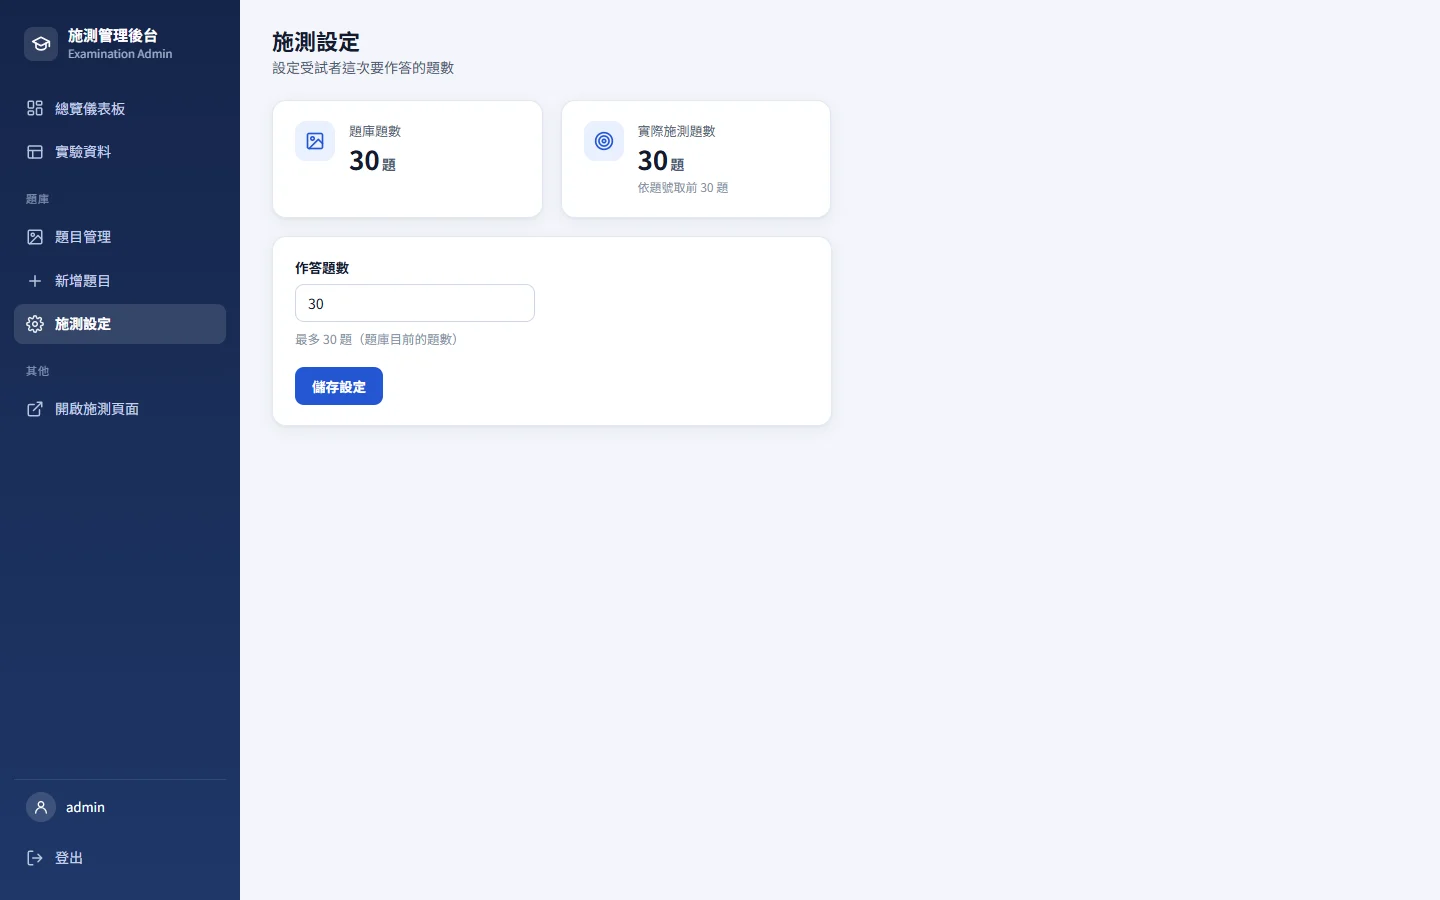 施測管理後台
Examination Admin
總覽儀表板
實驗資料
題庫
題目管理
新增題目
施測設定
其他
開啟施測頁面
admin
登出
施測設定
設定受試者這次要作答的題數
題庫題數
30 題
實際施測題數
30 題
依題號取前 30 題
作答題數
30
最多 30 題（題庫目前的題數）
儲存設定